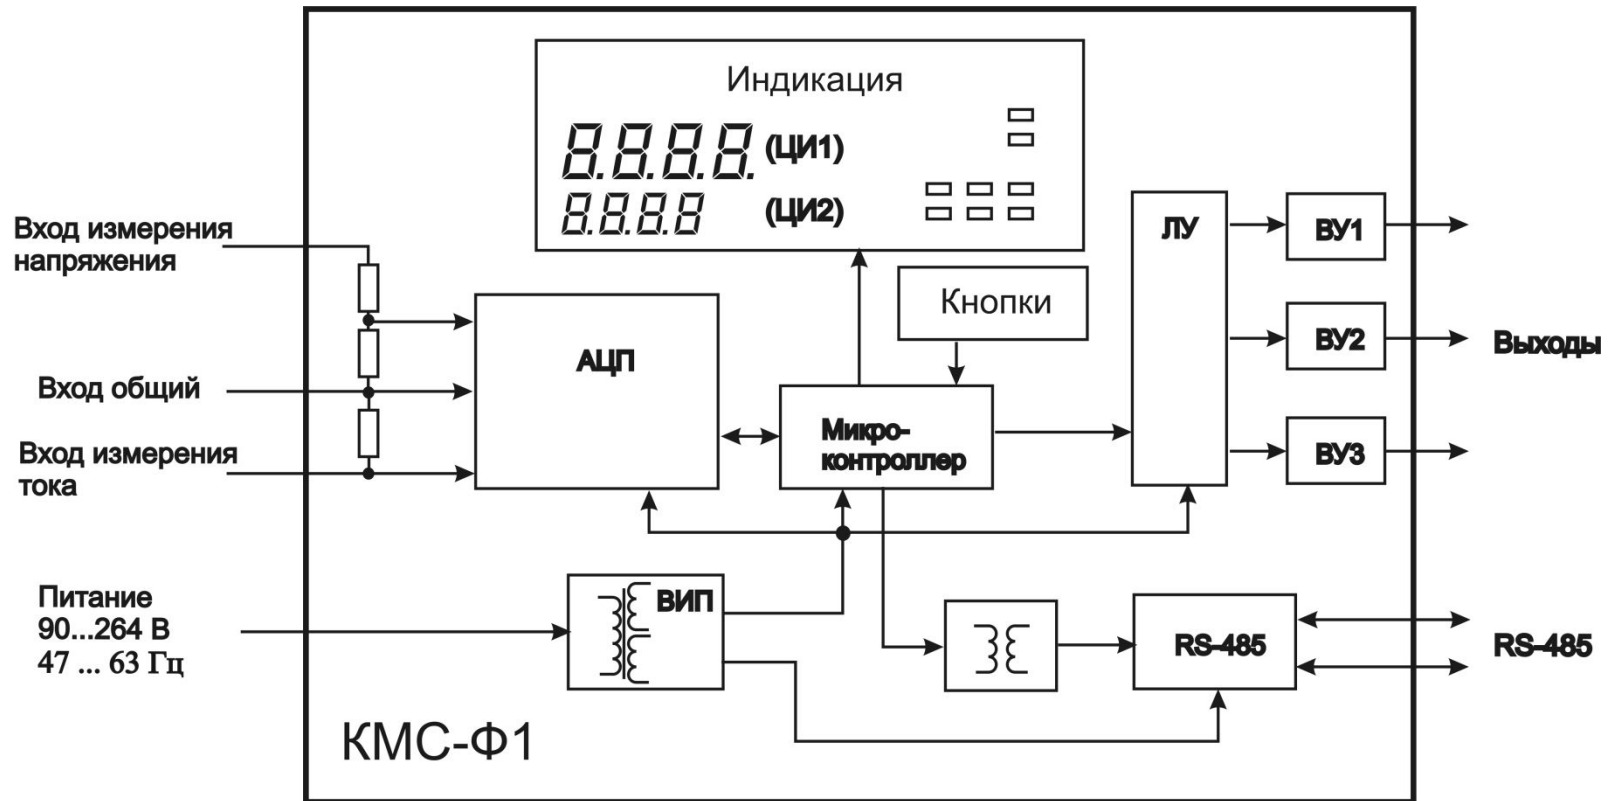 Индикация
8.8.8.8. (ЦИ1)
8.8.8.8 (ЦИ2)
Вход измерения
напряжения
Вход общий
Вход измерения
тока
АЦП
Кнопки
Микро-
контроллер
ЛУ
ВУ1
ВУ2
ВУ3
Выходы
Питание
90...264 В
47 ... 63 Гц
ВИП
RS-485
RS-485
КМС-Ф1